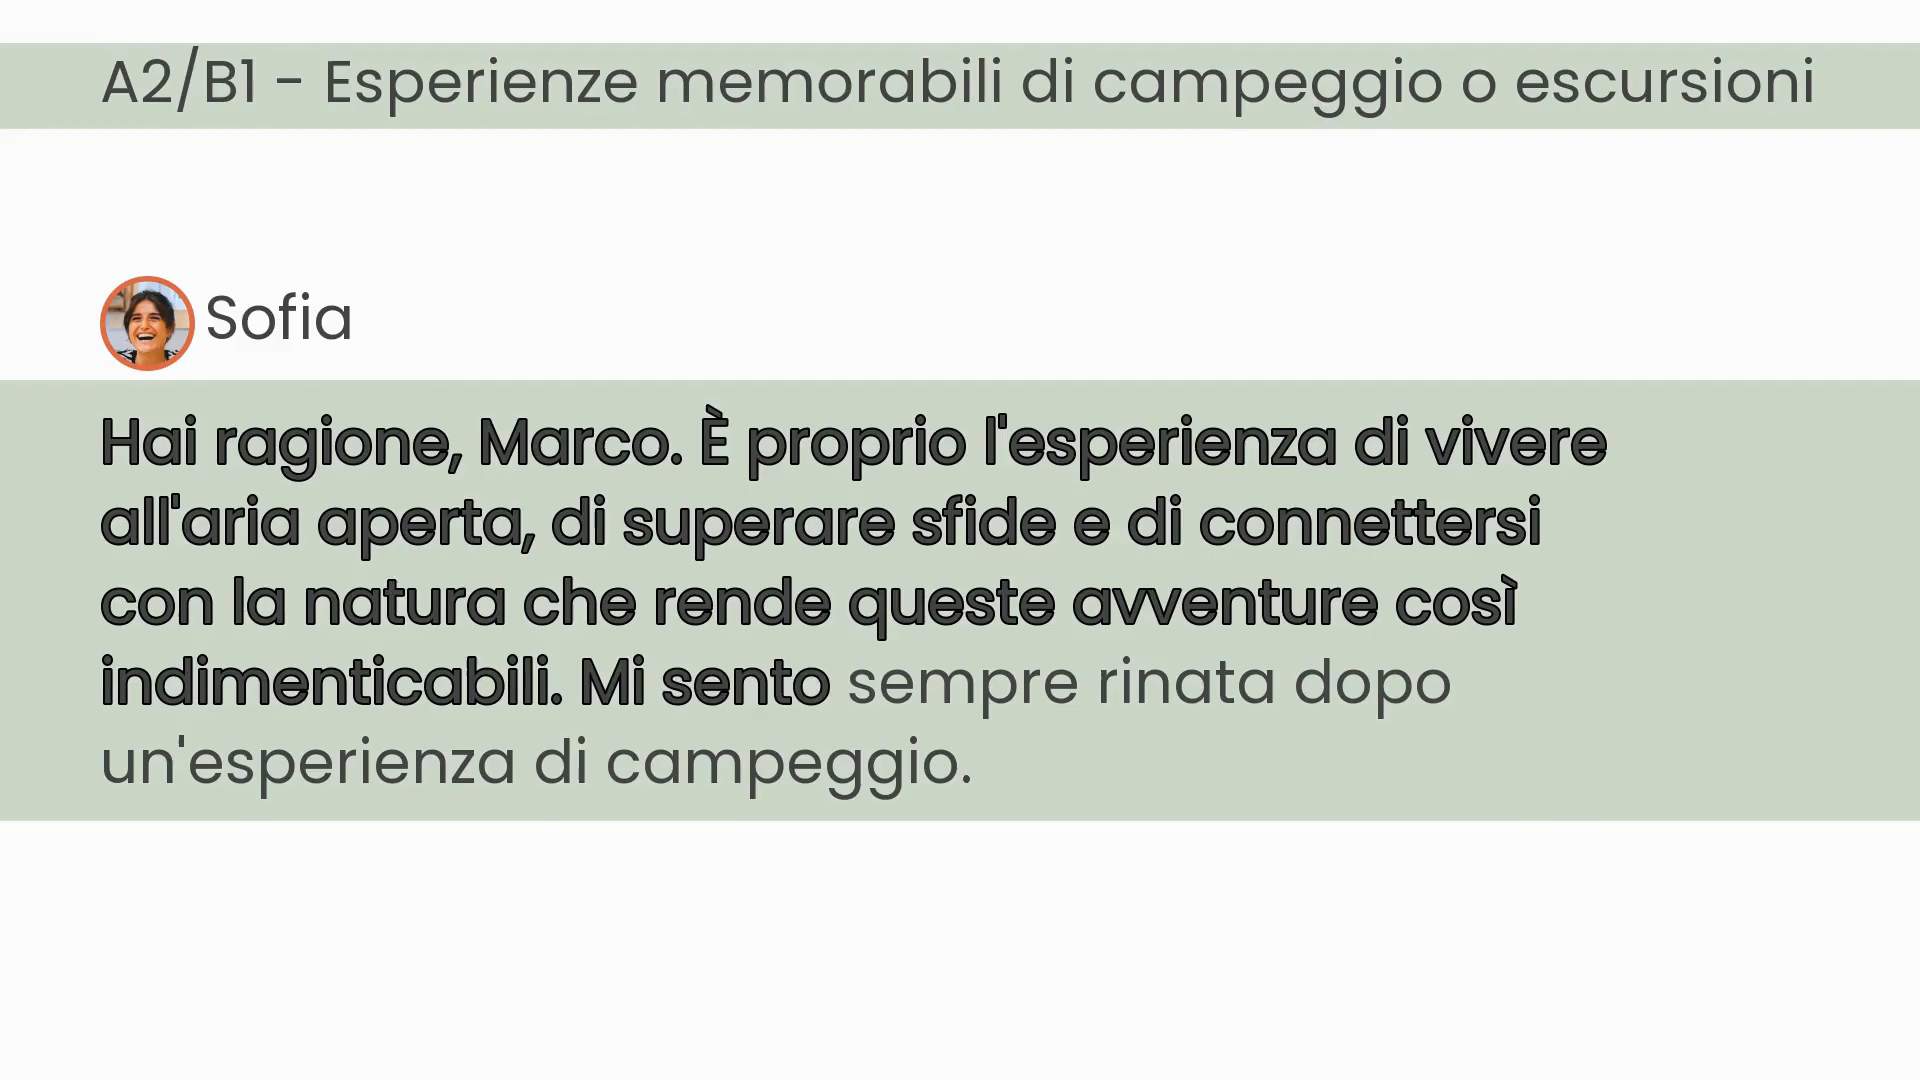 A2/B1 - Esperienze memorabili di campeggio o escursioni
Sofia
Hai ragione, Marco. È proprio l'esperienza di vivere
all'aria aperta, di superare sfide e di connettersi
con la natura che rende queste avventure così
indimenticabili. Mi sento sempre rinata dopo
un'esperienza di campeggio.